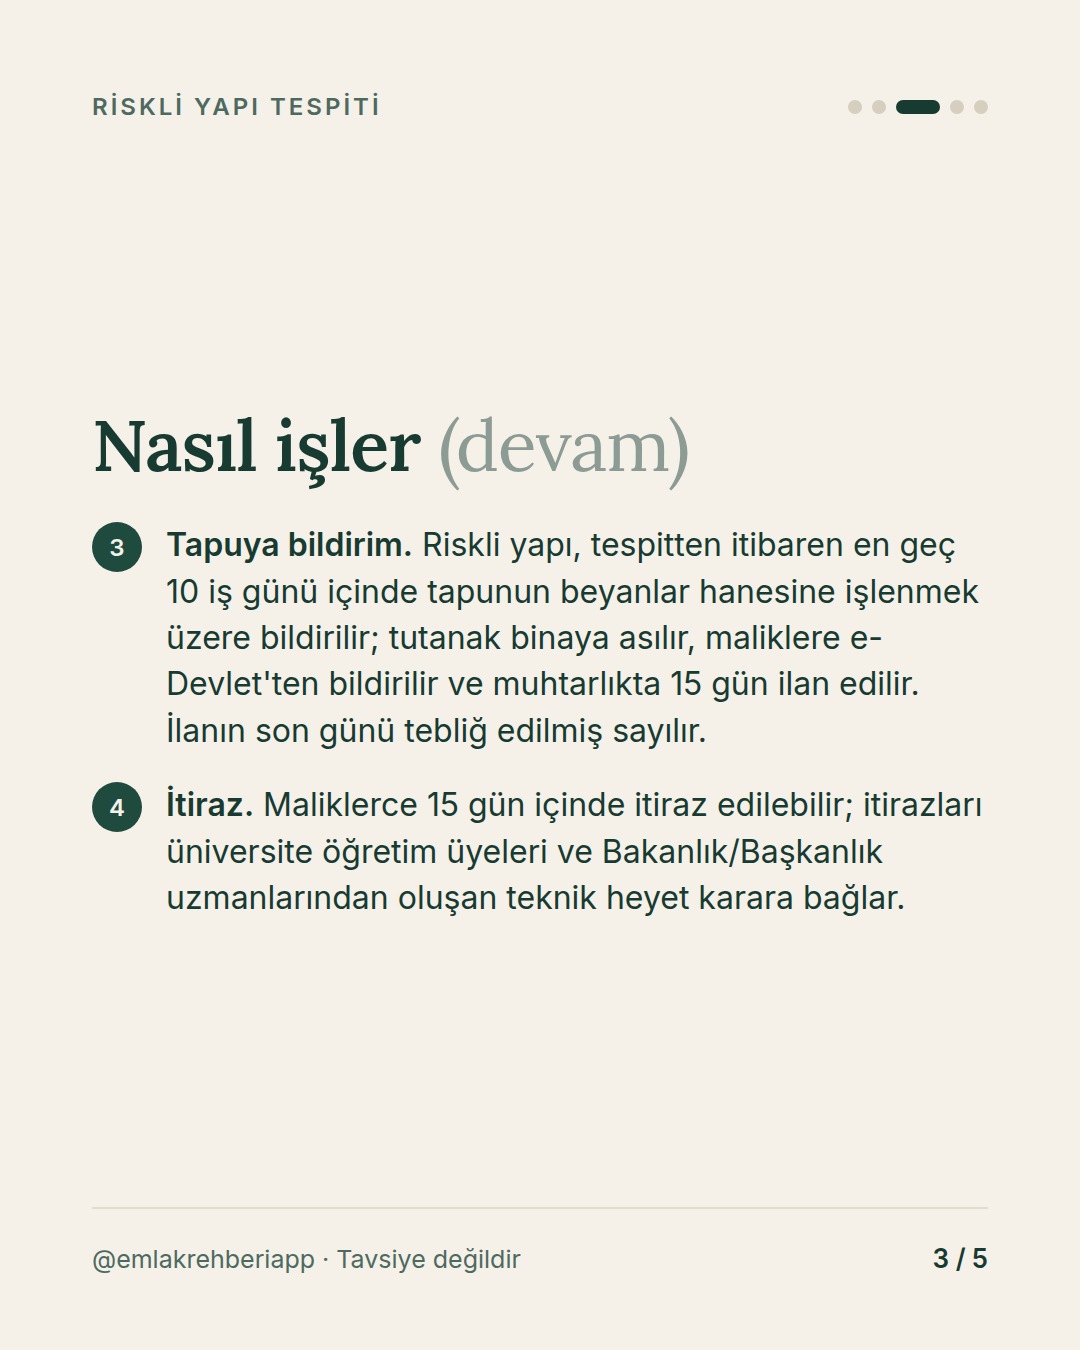 RİSKLİ YAPI TESPİTİ
Nasıl işler (devam)
3 Tapuya bildirim. Riskli yapı, tespitten itibaren en geç
10 iş günü içinde tapunun beyanlar hanesine işlenmek
üzere bildirilir; tutanak binaya asılır, maliklere e-
Devlet'ten bildirilir ve muhtarlıkta 15 gün ilan edilir.
İlanın son günü tebliğ edilmiş sayılır.
4 İtiraz. Maliklerce 15 gün içinde itiraz edilebilir; itirazları
üniversite öğretim üyeleri ve Bakanlık/Başkanlık
uzmanlarından oluşan teknik heyet karara bağlar.
@emlakrehberiapp · Tavsiye değildir
3 / 5